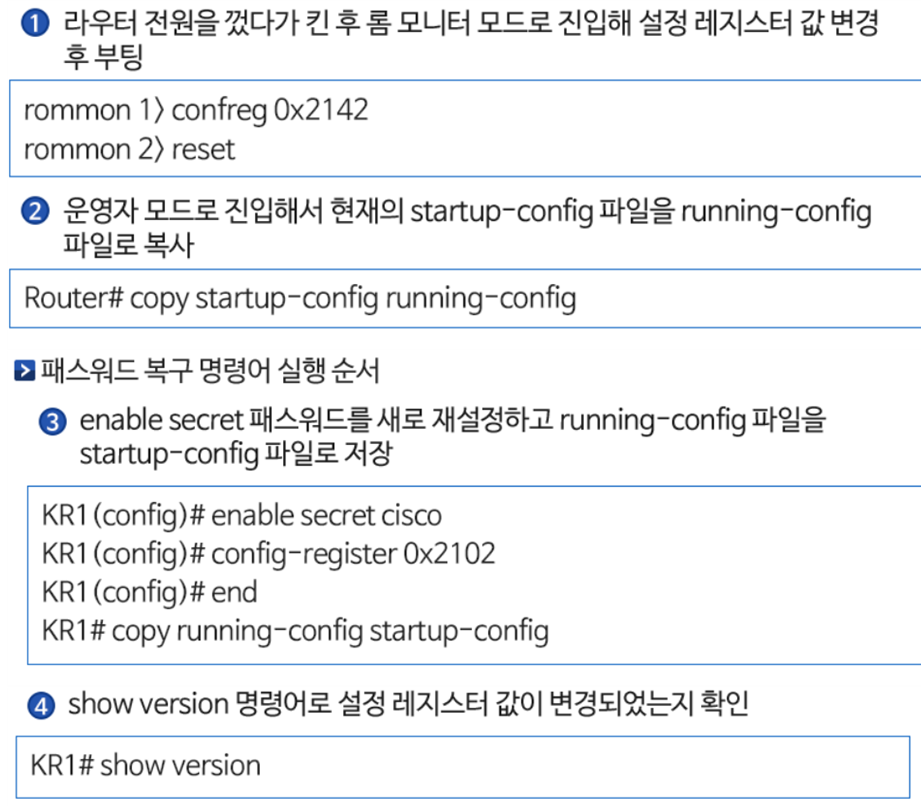 1 라우터 전원을 껐다가 킨 후 롬 모니터 모드로 진입해 설정 레지스터 값 변경
후 부팅
rommon 1〉 confreg 0x2142
rommon 2〉 reset
2 운영자 모드로 진입해서 현재의 startup-config 파일을 running-config
파일로 복사
Router# copy startup-config running-config
패스워드 복구 명령어 실행 순서
3 enable secret 패스워드를 새로 재설정하고 running-config 파일을
startup-config 파일로 저장
KR1(config)# enable secret cisco
KR1(config)# config-register 0x2102
KR1(config)# end
KR1# copy running-config startup-config
4 show version 명령어로 설정 레지스터 값이 변경되었는지 확인
KR1# show version